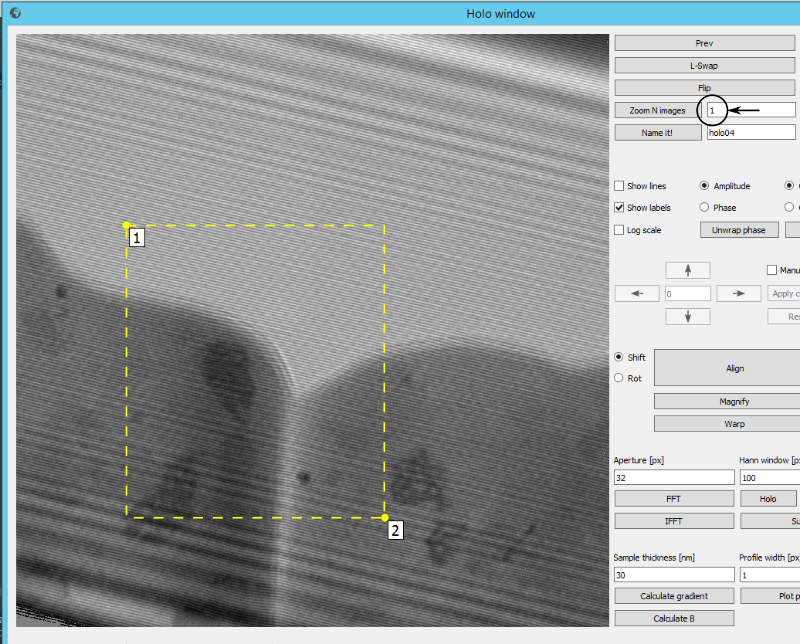 Holo window
Prev
L-Swap
Flip
Zoom N images 1
Name it! holo04
Show lines Amplitude
Show labels Phase
Log scale Unwrap phase
1
Manu
0 Apply
Res
Shift
Align
Rot
Magnify
Warp
Aperture [px] Hann window [px
32 100
FFT Holo
2
IFFT Su
Sample thickness [nm] Profile width [px
30 1
Calculate gradient Plot p
Calculate B